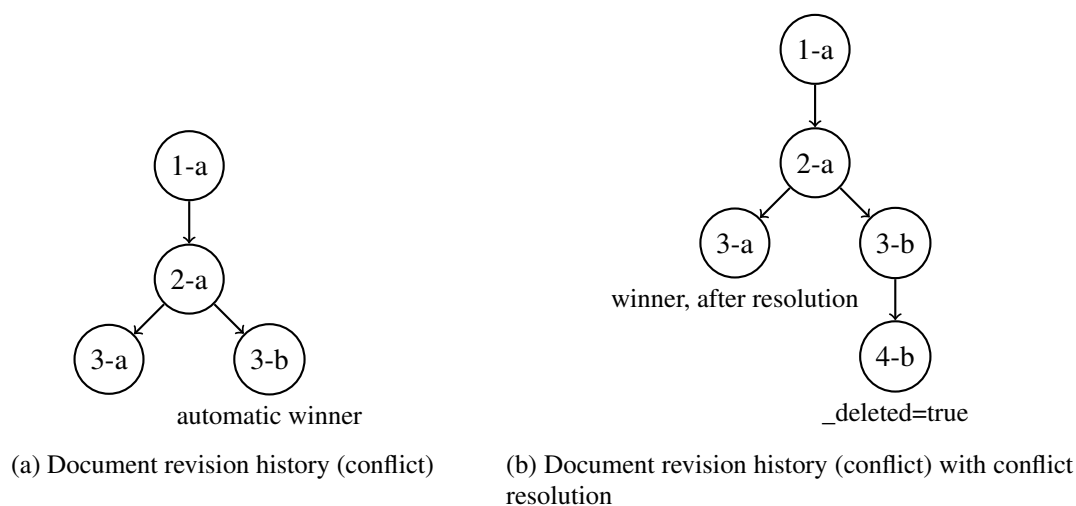 1-a
2-a
3-a
3-b
automatic winner
(a) Document revision history (conflict)
1-a
2-a
3-a
3-b
winner, after resolution
4-b
_deleted=true
(b) Document revision history (conflict) with conflict
resolution